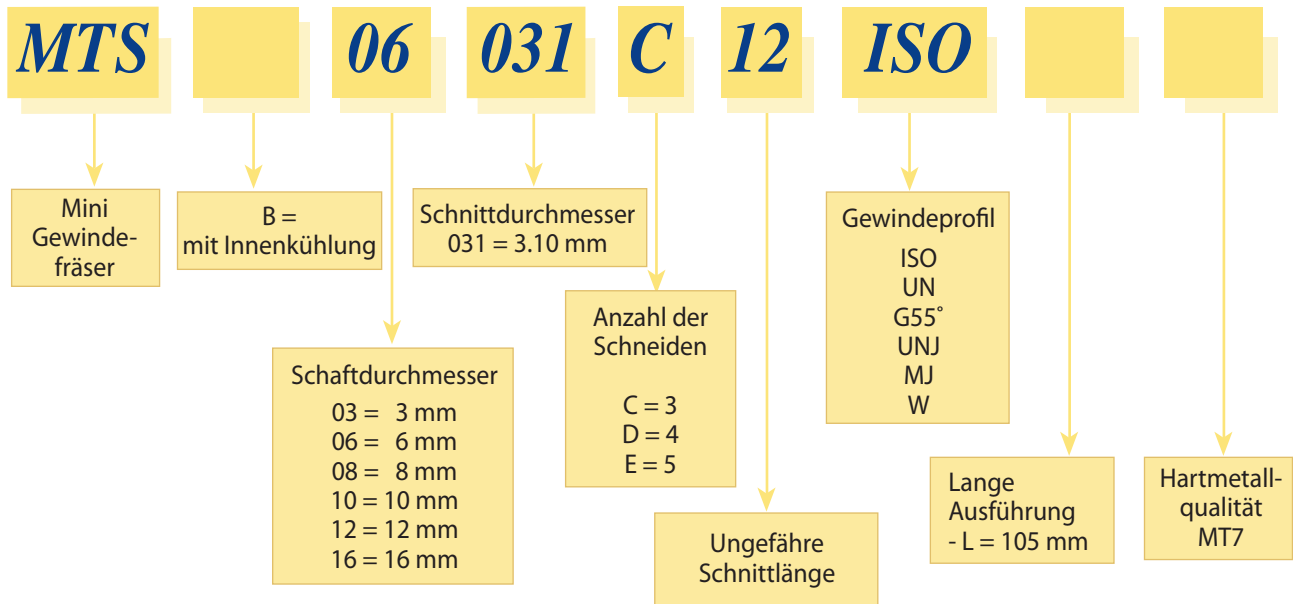 MTS 06 031 C 12 ISO
Mini
Gewinde-
fräser
B =
mit Innenkühlung
Schaftdurchmesser
03 = 3 mm
06 = 6 mm
08 = 8 mm
10 = 10 mm
12 = 12 mm
16 = 16 mm
Schnittdurchmesser
031 = 3.10 mm
Anzahl der
Schneiden
C = 3
D = 4
E = 5
Ungefähre
Schnittlänge
Gewindeprofil
ISO
UN
G55°
UNJ
MJ
W
Lange
Ausführung
- L = 105 mm
Hartmetall-
qualität
MT7